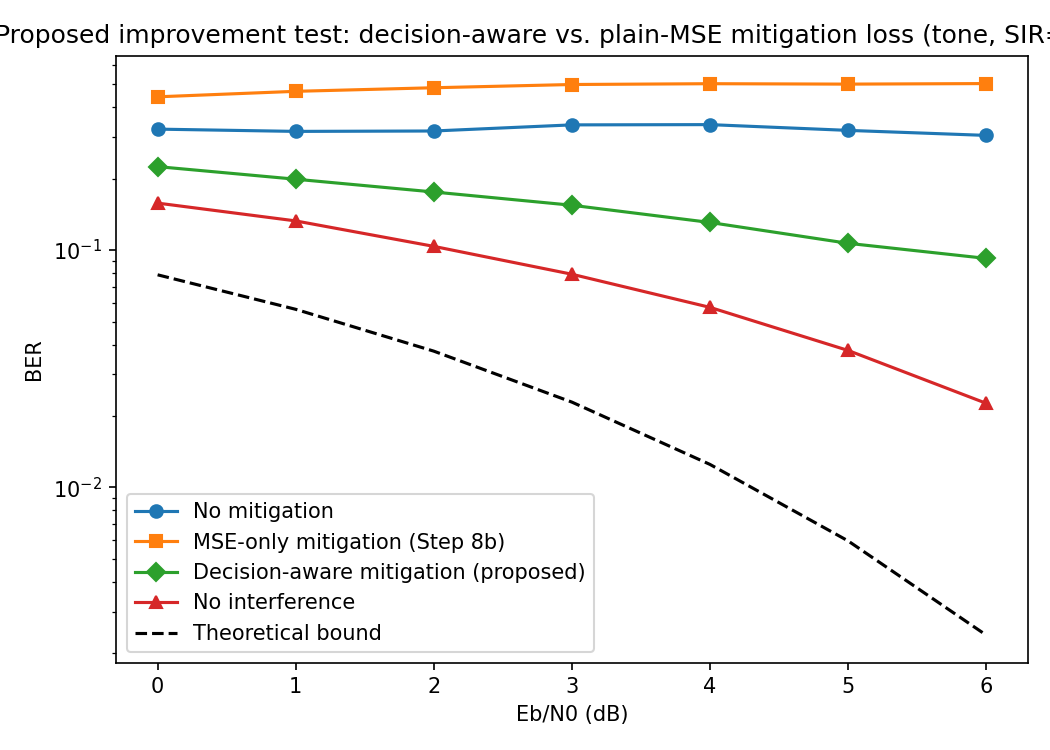 Proposed improvement test: decision-aware vs. plain-MSE mitigation loss (tone, SIR=
BER
10⁻¹
10⁻²
No mitigation
MSE-only mitigation (Step 8b)
Decision-aware mitigation (proposed)
No interference
Theoretical bound
0 1 2 3 4 5 6
Eb/N0 (dB)